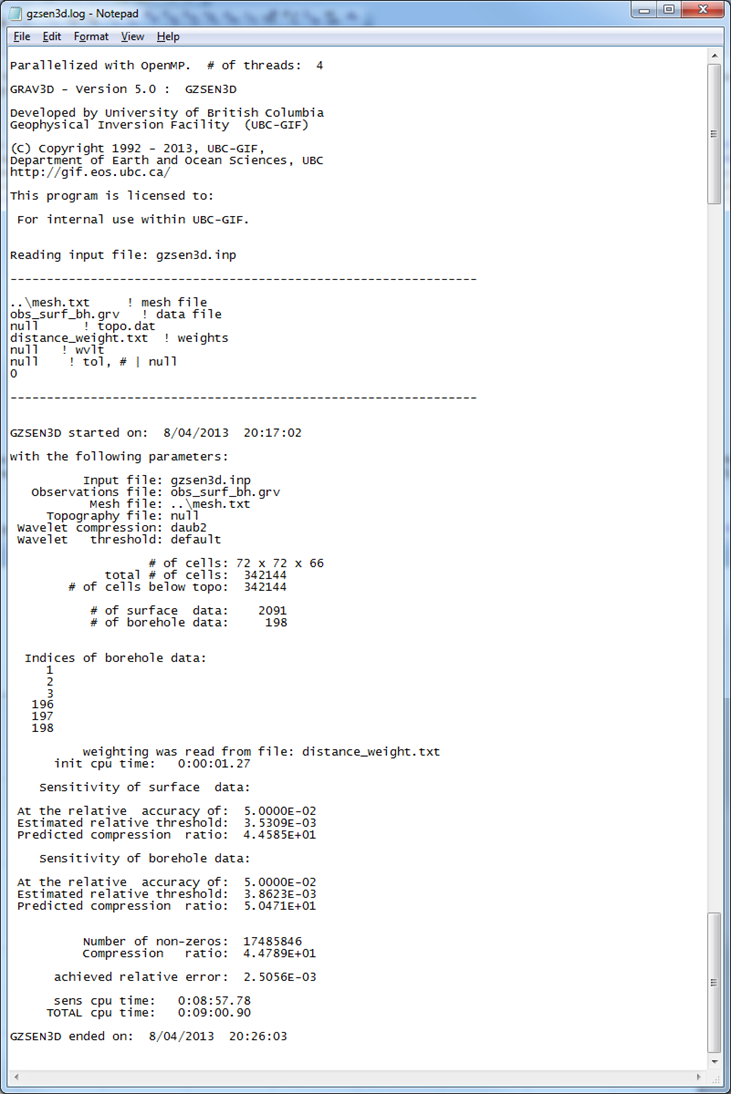 gzsen3d.log - Notepad
File Edit Format View Help
Parallelized with OpenMP. # of threads: 4
GRAV3D - Version 5.0 : GZSEN3D
Developed by University of British Columbia
Geophysical Inversion Facility (UBC-GIF)
(C) Copyright 1992 - 2013, UBC-GIF,
Department of Earth and Ocean Sciences, UBC
http://gif.eos.ubc.ca/
This program is licensed to:
For internal use within UBC-GIF.
Reading input file: gzsen3d.inp
---------------------------------------------------------------
..\mesh.txt ! mesh file
obs_surf_bh.grv ! data file
null ! topo.dat
distance_weight.txt ! weights
null ! wvlt
null ! tol, # | null
0
---------------------------------------------------------------
GZSEN3D started on: 8/04/2013 20:17:02
with the following parameters:
Input file: gzsen3d.inp
Observations file: obs_surf_bh.grv
Mesh file: ..\mesh.txt
Topography file: null
Wavelet compression: daub2
Wavelet threshold: default
# of cells: 72 x 72 x 66
total # of cells: 342144
# of cells below topo: 342144
# of surface data: 2091
# of borehole data: 198
Indices of borehole data:
1
2
3
196
197
198
weighting was read from file: distance_weight.txt
init cpu time: 0:00:01.27
Sensitivity of surface data:
At the relative accuracy of: 5.0000E-02
Estimated relative threshold: 3.5309E-03
Predicted compression ratio: 4.4585E+01
Sensitivity of borehole data:
At the relative accuracy of: 5.0000E-02
Estimated relative threshold: 3.8623E-03
Predicted compression ratio: 5.0471E+01
Number of non-zeros: 17485846
Compression ratio: 4.4789E+01
achieved relative error: 2.5056E-03
sens cpu time: 0:08:57.78
TOTAL cpu time: 0:09:00.90
GZSEN3D ended on: 8/04/2013 20:26:03